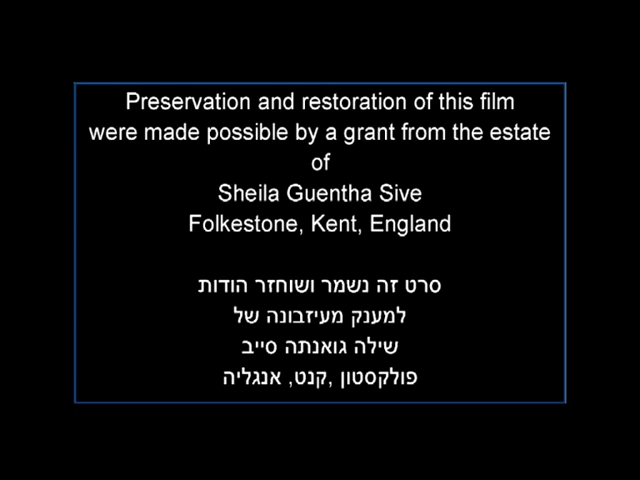 Preservation and restoration of this film
were made possible by a grant from the estate
of
Sheila Guentha Sive
Folkestone, Kent, England
סרט זה נשמר ושוחזר הודות
למענק מעיזבונה של
שילה גואנתה סייב
פולקסטון ,קנט, אנגליה